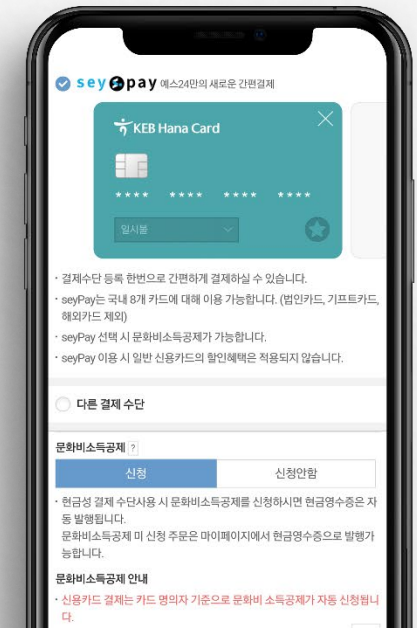 seyⓢpay 예스24만의 새로운 간편결제
KEB Hana Card
**** **** **** ****
일시불
· 결제수단 등록 한번으로 간편하게 결제하실 수 있습니다.
· seyPay는 국내 8개 카드에 대해 이용 가능합니다. (법인카드, 기프트카드,
해외카드 제외)
· seyPay 선택 시 문화비소득공제가 가능합니다.
· seyPay 이용 시 일반 신용카드의 할인혜택은 적용되지 않습니다.
다른 결제 수단
문화비소득공제 ?
신청 신청안함
· 현금성 결제 수단사용 시 문화비소득공제를 신청하시면 현금영수증은 자
동 발행됩니다.
문화비소득공제 미 신청 주문은 마이페이지에서 현금영수증으로 발행가
능합니다.
문화비소득공제 안내
· 신용카드 결제는 카드 명의자 기준으로 문화비 소득공제가 자동 신청됩니
다.